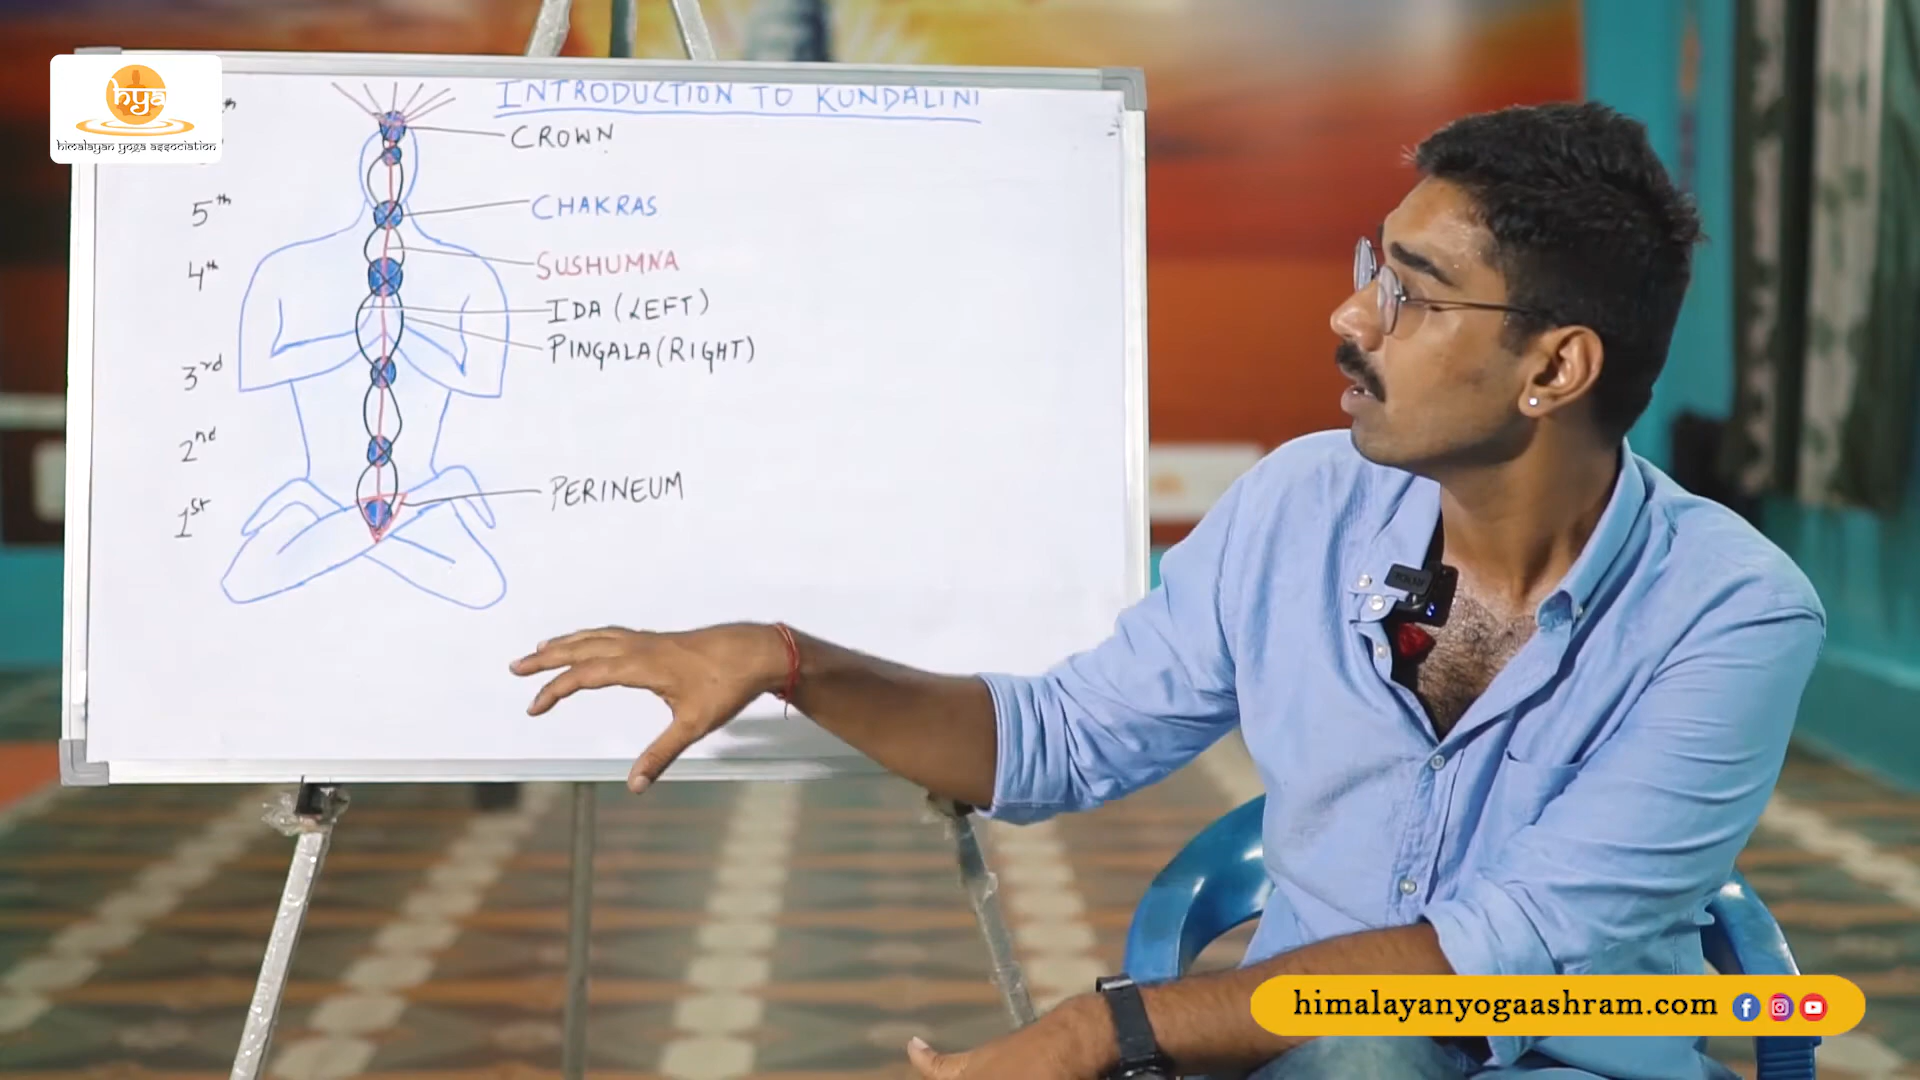 hya
himalayan yoga association
INTRODUCTION TO KUNDALINI
CROWN
5th
CHAKRAS
4th
SUSHUMNA
IDA (LEFT)
PINGALA (RIGHT)
3rd
2nd
1st
PERINEUM
himalayanyogaashram.com